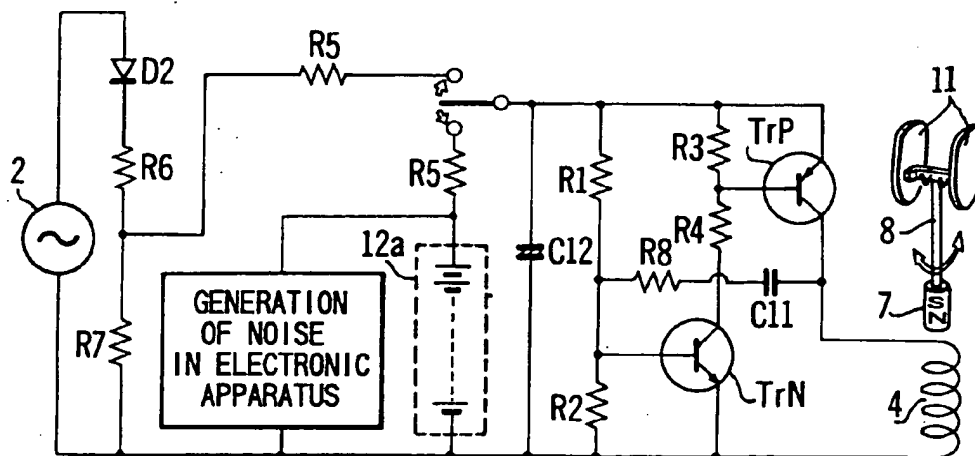 D2
R5
11
TrP
2
R6
R3
R1
R5
R4
8
12a
C12
R8
C11
7
S
N
R7
GENERATION
OF NOISE
IN ELECTRONIC
APPARATUS
R2
TrN
4